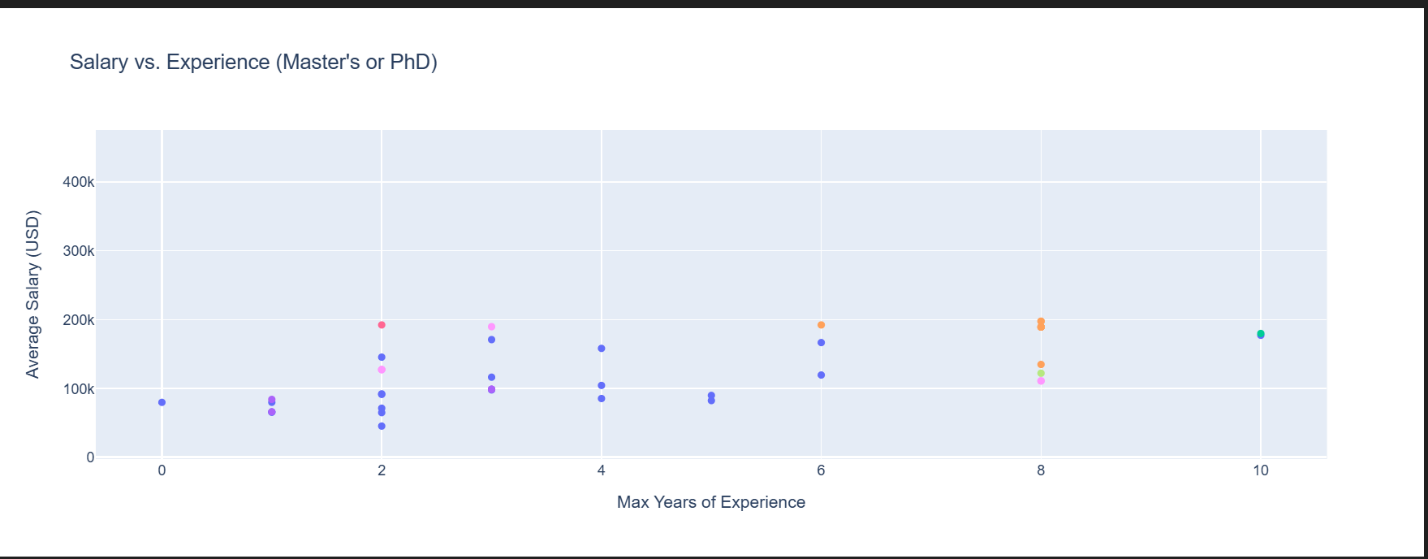 Salary vs. Experience (Master's or PhD)
400k
300k
200k
100k
0
Average Salary (USD)
0 2 4 6 8 10
Max Years of Experience